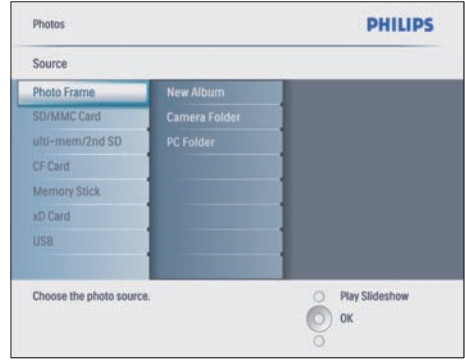 Photos
PHILIPS
Source
Photo Frame
New Album
SD/MMC Card
Camera Folder
ulti-mem/2nd SD
PC Folder
CF Card
Memory Stick
xD Card
USB
Choose the photo source.
Play Slideshow
OK